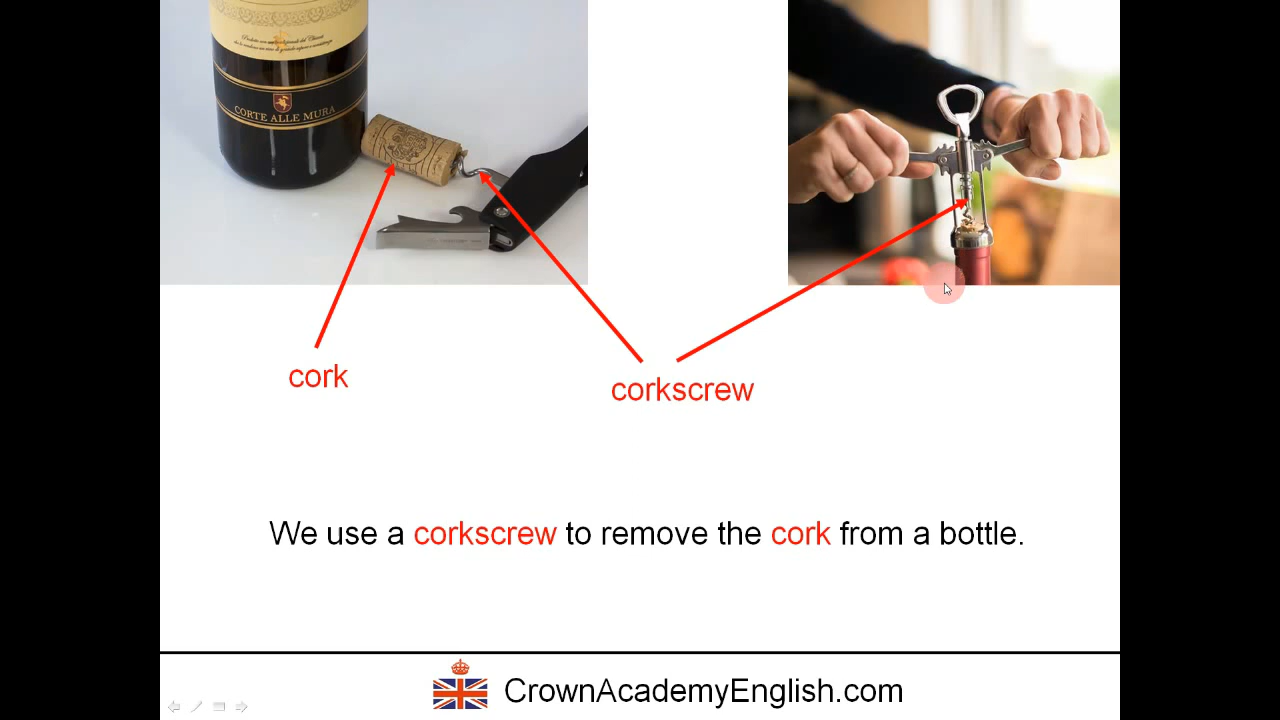 CORTE ALLE MURA
cork
corkscrew
We use a corkscrew to remove the cork from a bottle.
CrownAcademyEnglish.com